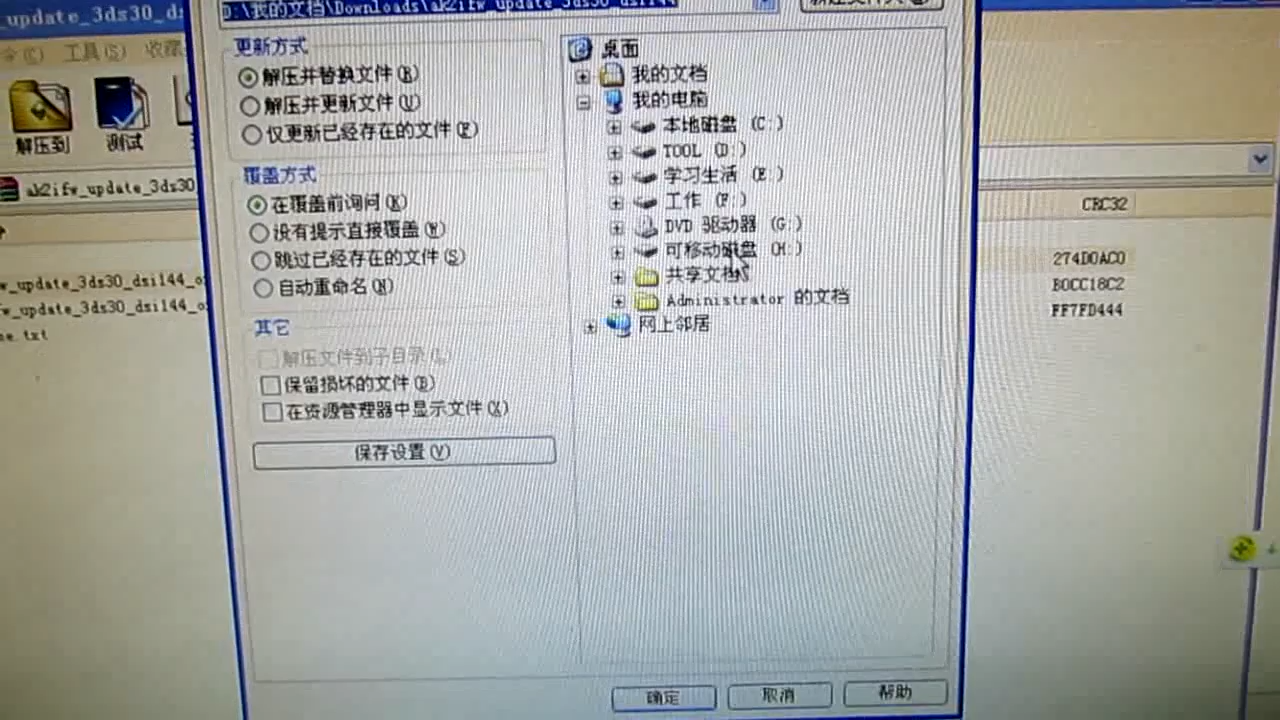 _update_3ds30_ds
D:\我的文档\Downloads\ak2ifw_update_3ds30_dsi144
工具(S) 收藏
解压到
测试
ak2ifw_update_3ds30
更新方式
解压并替换文件(R)
解压并更新文件(U)
仅更新已经存在的文件(F)
覆盖方式
在覆盖前询问(K)
没有提示直接覆盖(W)
跳过已经存在的文件(S)
自动重命名(N)
其它
解压文件到子目录(L)
保留损坏的文件(B)
在资源管理器中显示文件(X)
保存设置(V)
桌面
我的文档
我的电脑
本地磁盘 (C:)
TOOL (D:)
学习生活 (E:)
工作 (F:)
DVD 驱动器 (G:)
可移动磁盘 (H:)
共享文档
Administrator 的文档
网上邻居
CRC32
274D0AC0
B0CC18C2
FF7FD444
w_update_3ds30_dsi144_o
fw_update_3ds30_dsi144_o
me.txt
确定
取消
帮助